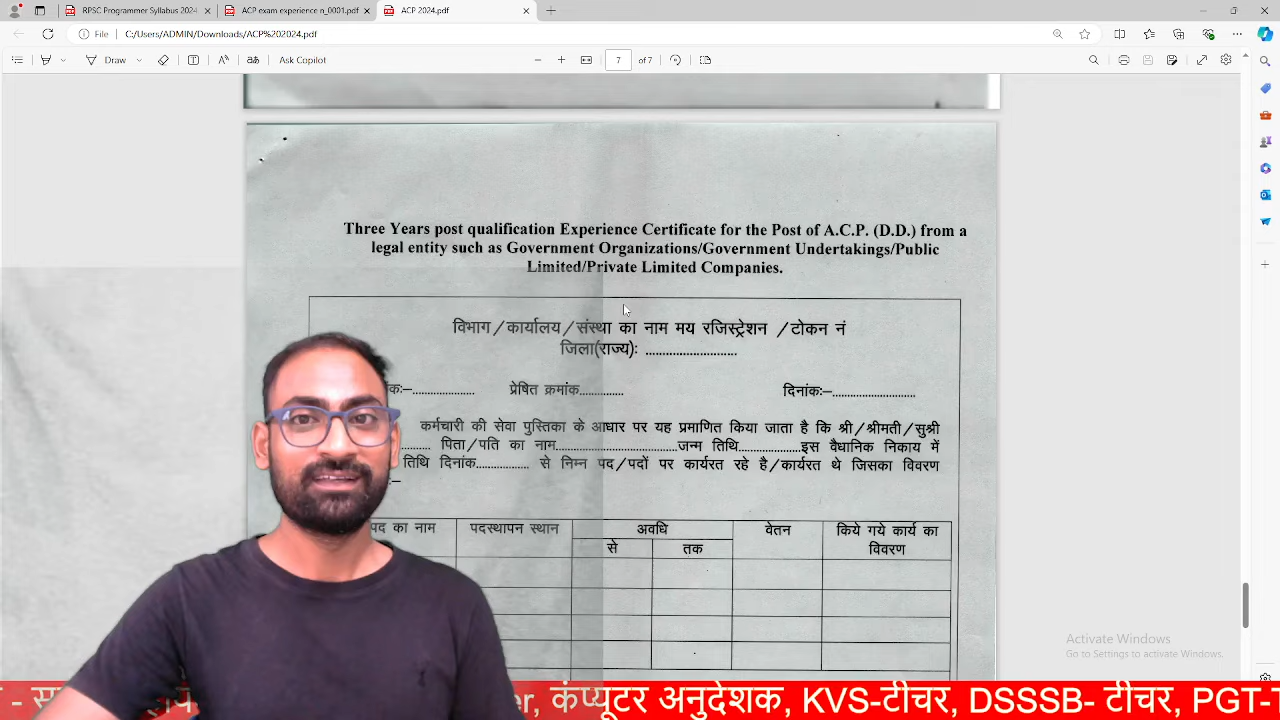 RPSC Programmer Syllabus 2024
ACP exam experience n_0001.pdf
ACP 2024.pdf
File
C:/Users/ADMIN/Downloads/ACP%202024.pdf
Draw
Ask Copilot
7
of 7
Three Years post qualification Experience Certificate for the Post of A.C.P. (D.D.) from a
legal entity such as Government Organizations/Government Undertakings/Public
Limited/Private Limited Companies.
विभाग/कार्यालय/संस्था का नाम मय रजिस्ट्रेशन /टोकन नं
जिला(राज्य): ...........................
प्रेषित क्रमांक..............
दिनांकः–...........................
कर्मचारी की सेवा पुस्तिका के आधार पर यह प्रमाणित किया जाता है कि श्री/श्रीमती/सुश्री
पिता/पति का नाम.......................................जन्म तिथि....................इस वैधानिक निकाय में
तिथि दिनांक................. से निम्न पद/पदों पर कार्यरत रहे है/कार्यरत थे जिसका विवरण
पद का नाम
पदस्थापन स्थान
अवधि
वेतन
किये गये कार्य का
विवरण
से
तक
Activate Windows
Go to Settings to activate Windows.
कंप्यूटर अनुदेशक, KVS-टीचर, DSSSB- टीचर, PGT-